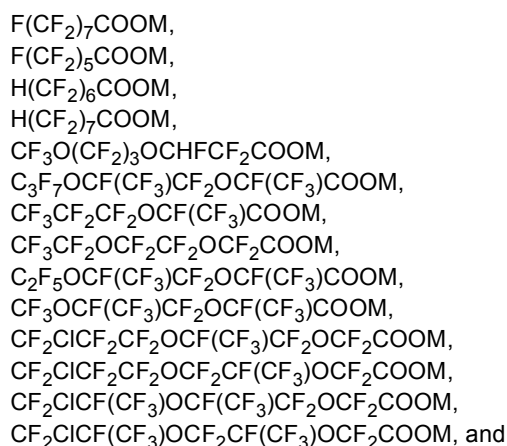 F(CF₂)₇COOM,
F(CF₂)₅COOM,
H(CF₂)₆COOM,
H(CF₂)₇COOM,
CF₃O(CF₂)₃OCHFCF₂COOM,
C₃F₇OCF(CF₃)CF₂OCF(CF₃)COOM,
CF₃CF₂CF₂OCF(CF₃)COOM,
CF₃CF₂OCF₂CF₂OCF₂COOM,
C₂F₅OCF(CF₃)CF₂OCF(CF₃)COOM,
CF₃OCF(CF₃)CF₂OCF(CF₃)COOM,
CF₂ClCF₂CF₂OCF(CF₃)CF₂OCF₂COOM,
CF₂ClCF₂CF₂OCF₂CF(CF₃)OCF₂COOM,
CF₂ClCF(CF₃)OCF(CF₃)CF₂OCF₂COOM,
CF₂ClCF(CF₃)OCF₂CF(CF₃)OCF₂COOM, and